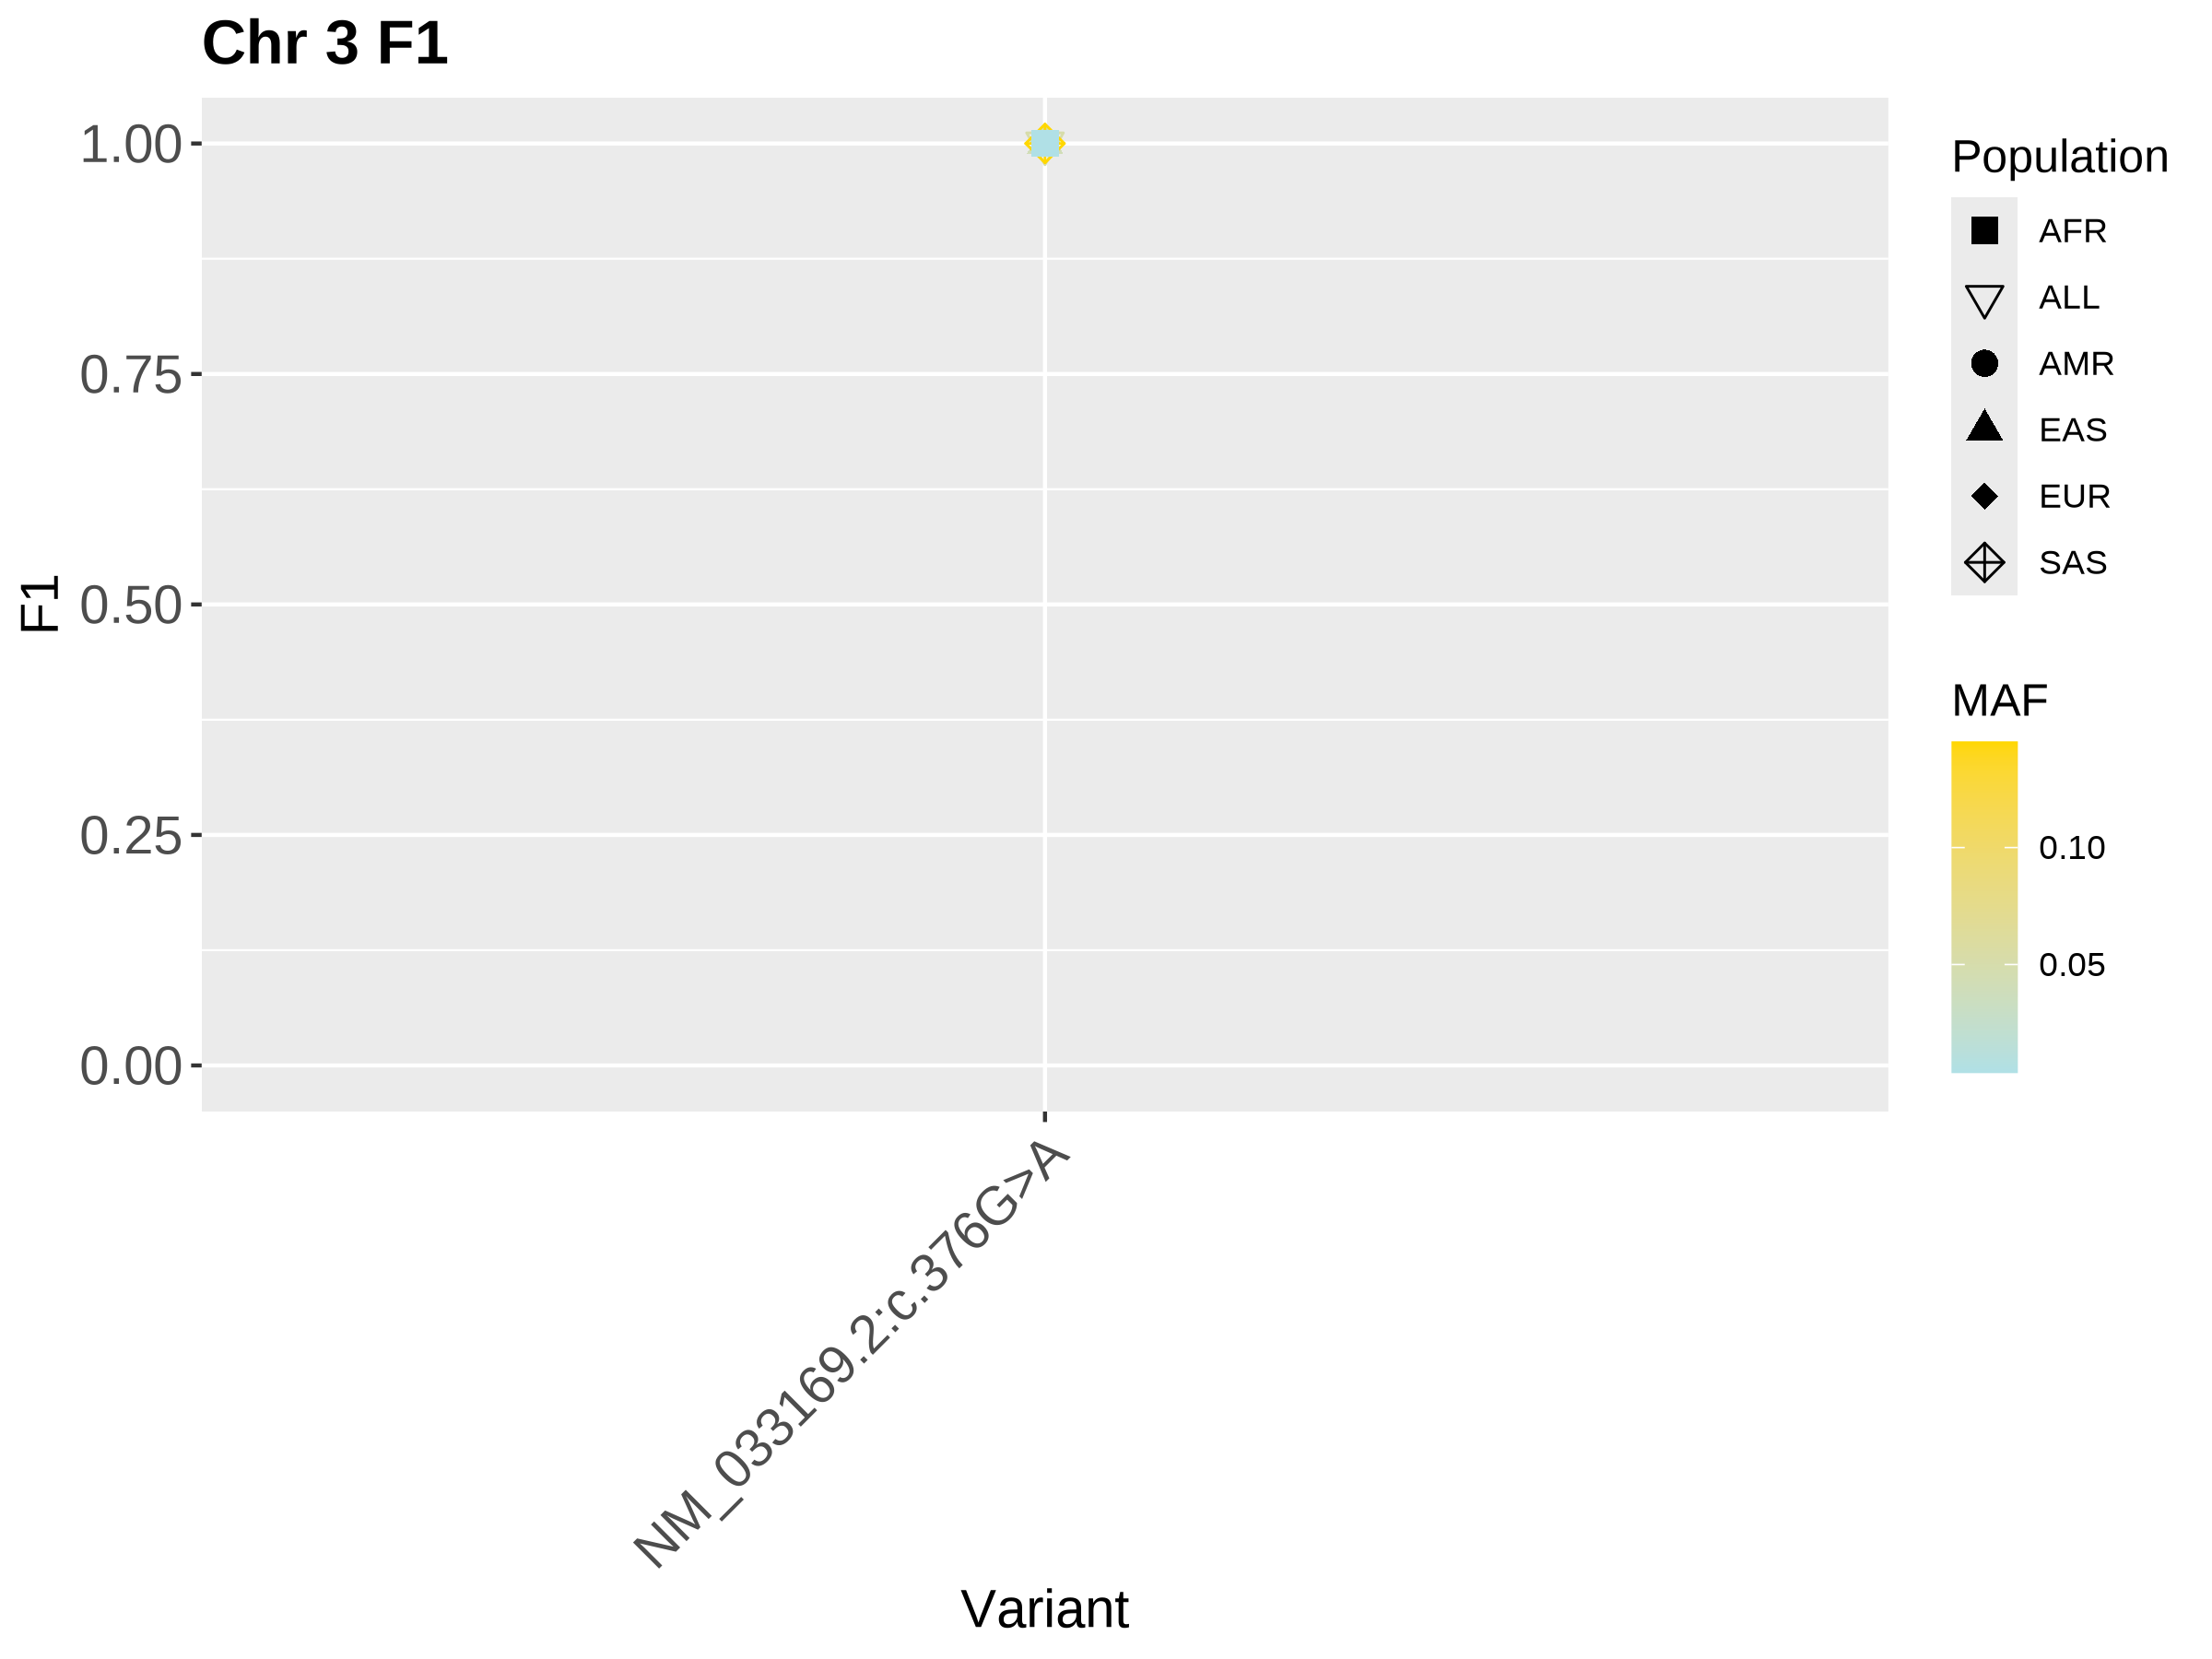 Chr 3 F1
1.00
0.75
0.50
0.25
0.00
F1
NM_033169.2:c.376G>A
Variant
Population
AFR
ALL
AMR
EAS
EUR
SAS
MAF
0.10
0.05